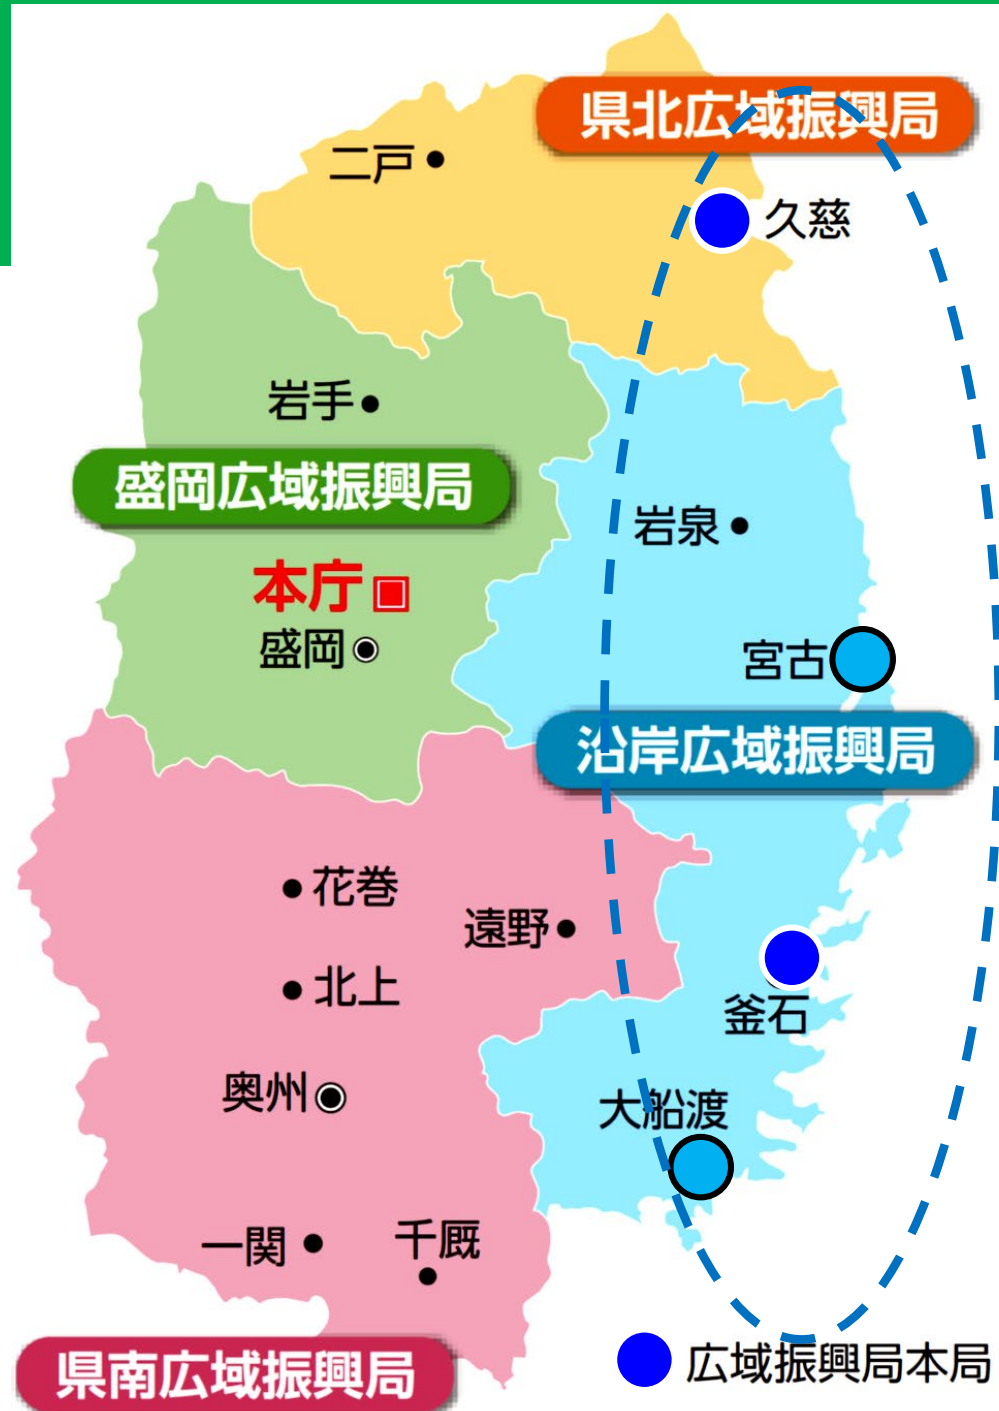 県北広域振興局
二戸
久慈
岩手
盛岡広域振興局
岩泉
本庁
盛岡
宮古
沿岸広域振興局
花巻
遠野
北上
釜石
奥州
大船渡
一関
千厩
県南広域振興局
広域振興局本局